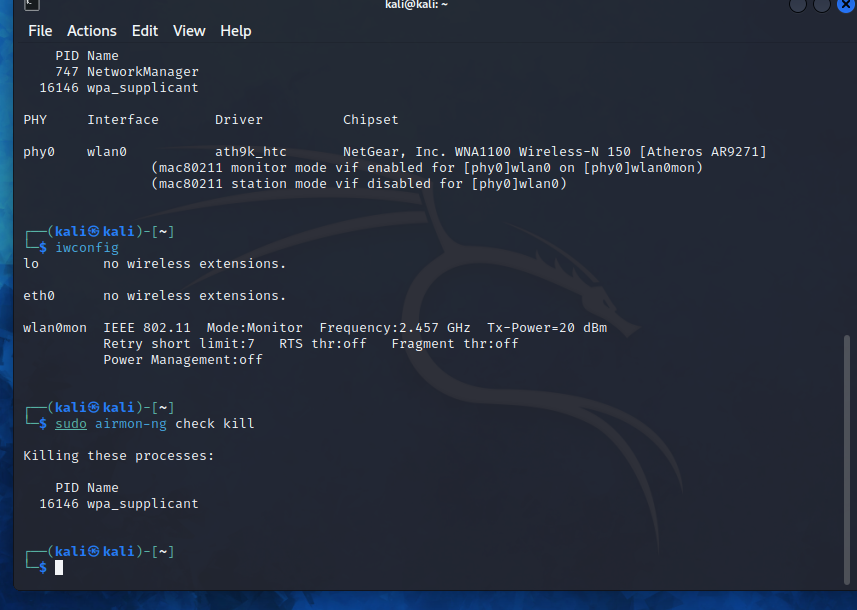 kali@kali: ~
File Actions Edit View Help
PID Name
747 NetworkManager
16146 wpa_supplicant
PHY Interface Driver Chipset
phy0 wlan0 ath9k_htc NetGear, Inc. WNA1100 Wireless-N 150 [Atheros AR9271]
(mac80211 monitor mode vif enabled for [phy0]wlan0 on [phy0]wlan0mon)
(mac80211 station mode vif disabled for [phy0]wlan0)
┌──(kali㉿kali)-[~]
└─$ iwconfig
lo no wireless extensions.
eth0 no wireless extensions.
wlan0mon IEEE 802.11 Mode:Monitor Frequency:2.457 GHz Tx-Power=20 dBm
Retry short limit:7 RTS thr:off Fragment thr:off
Power Management:off
┌──(kali㉿kali)-[~]
└─$ sudo airmon-ng check kill
Killing these processes:
PID Name
16146 wpa_supplicant
┌──(kali㉿kali)-[~]
└─$